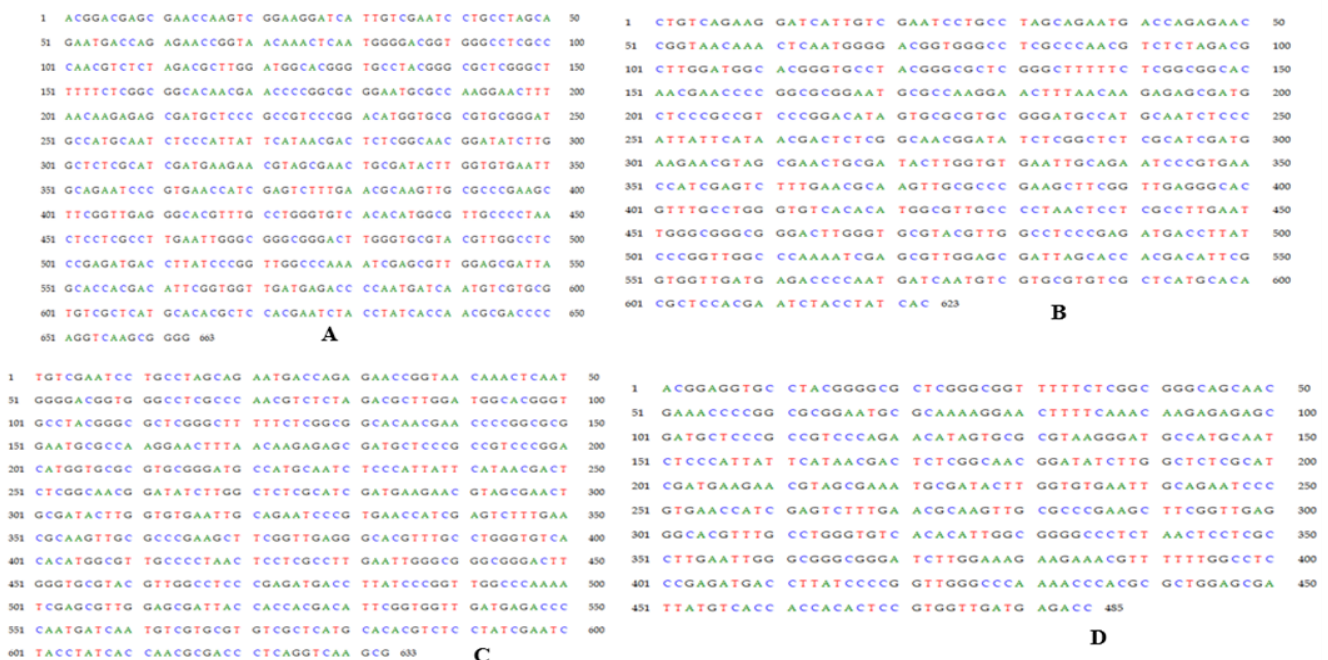 1 ACGGACGAGC GAACCAAGTC GGAAGGATCA TTGTCGAATC CTGCCTAGCA 50
51 GAATGACCAG AGAACCGGTA ACAAACTCAA TGGGGACGGT GGGCCTCGCC 100
101 CAACGTCTCT AGACGCTTGG ATGGCACGGG TGCCTACGGG CGCTCGGGCT 150
151 TTTTCTCGGC GGCACAACGA ACCCCGGCGC GGAATGCGCC AAGGAACTTT 200
201 AACAAGAGAG CGATGCTCCC GCCGTCCCGG ACATGGTGCG CGTGCGGGAT 250
251 GCCATGCAAT CTCCCATTAT TCATAACGAC TCTCGGCAAC GGATATCTTG 300
301 GCTCTCGCAT CGATGAAGAA CGTAGCGAAC TGCGATACTT GGTGTGAATT 350
351 GCAGAATCCC GTGAACCATC GAGTCTTTGA ACGCAAGTTG CGCCCGAAGC 400
401 TTCGGTTGAG GGCACGTTTG CCTGGGTGTC ACACATGGCG TTGCCCCTAA 450
451 CTCCTCGCCT TGAATTGGGC GGGCGGGACT TGGGTGCGTA CGTTGGCCTC 500
501 CCGAGATGAC CTTATCCCGG TTGGCCCAAA ATCGAGCGTT GGAGCGATTA 550
551 GCACCACGAC ATTCGGTGGT TGATGAGACC CCAATGATCA ATGTCGTGCG 600
601 TGTCGCTCAT GCACACGCTC CACGAATCTA CCTATCACCA ACGCGACCCC 650
651 AGGTCAAGCG GGG 663
A
1 CTGTCAGAAG GATCATTGTC GAATCCTGCC TAGCAGAATG ACCAGAGAAC 50
51 CGGTAACAAA CTCAATGGGG ACGGTGGGCC TCGCCCAACG TCTCTAGACG 100
101 CTTGGATGGC ACGGGTGCCT ACGGGCGCTC GGGCTTTTTC TCGGCGGCAC 150
151 AACGAACCCC GGCGCGGAAT GCGCCAAGGA ACTTTAACAA GAGAGCGATG 200
201 CTCCCGCCGT CCCGGACATA GTGCGCGTGC GGGATGCCAT GCAATCTCCC 250
251 ATTATTCATA ACGACTCTCG GCAACGGATA TCTCGGCTCT CGCATCGATG 300
301 AAGAACGTAG CGAACTGCGA TACTTGGTGT GAATTGCAGA ATCCCGTGAA 350
351 CCATCGAGTC TTTGAACGCA AGTTGCGCCC GAAGCTTCGG TTGAGGGCAC 400
401 GTTTGCCTGG GTGTCACACA TGGCGTTGCC CCTAACTCCT CGCCTTGAAT 450
451 TGGGCGGGCG GGACTTGGGT GCGTACGTTG GCCTCCCGAG ATGACCTTAT 500
501 CCCGGTTGGC CCAAAATCGA GCGTTGGAGC GATTAGCACC ACGACATTCG 550
551 GTGGTTGATG AGACCCCAAT GATCAATGTC GTGCGTGTCG CTCATGCACA 600
601 CGCTCCACGA ATCTACCTAT CAC 623
B
1 TGTCGAATCC TGCCTAGCAG AATGACCAGA GAACCGGTAA CAAACTCAAT 50
51 GGGGACGGTG GGCCTCGCCC AACGTCTCTA GACGCTTGGA TGGCACGGGT 100
101 GCCTACGGGC GCTCGGGCTT TTTCTCGGCG GCACAACGAA CCCCGGCGCG 150
151 GAATGCGCCA AGGAACTTTA ACAAGAGAGC GATGCTCCCG CCGTCCCGGA 200
201 CATGGTGCGC GTGCGGGATG CCATGCAATC TCCCATTATT CATAACGACT 250
251 CTCGGCAACG GATATCTTGG CTCTCGCATC GATGAAGAAC GTAGCGAACT 300
301 GCGATACTTG GTGTGAATTG CAGAATCCCG TGAACCATCG AGTCTTTGAA 350
351 CGCAAGTTGC GCCCGAAGCT TCGGTTGAGG GCACGTTTGC CTGGGTGTCA 400
401 CACATGGCGT TGCCCCTAAC TCCTCGCCTT GAATTGGGCG GGCGGGACTT 450
451 GGGTGCGTAC GTTGGCCTCC CGAGATGACC TTATCCCGGT TGGCCCAAAA 500
501 TCGAGCGTTG GAGCGATTAC CACCACGACA TTCGGTGGTT GATGAGACCC 550
551 CAATGATCAA TGTCGTGCGT GTCGCTCATG CACACGTCTC CTATCGAATC 600
601 TACCTATCAC CAACGCGACC CTCAGGTCAA GCG 633
C
1 ACGGAGGTGC CTACGGGGCG CTCGGGCGGT TTTTCTCGGC GGGCAGCAAC 50
51 GAAACCCCGG CGCGGAATGC GCAAAAGGAA CTTTTCAAAC AAGAGAGAGC 100
101 GATGCTCCCG CCGTCCCAGA ACATAGTGCG CGTAAGGGAT GCCATGCAAT 150
151 CTCCCATTAT TCATAACGAC TCTCGGCAAC GGATATCTTG GCTCTCGCAT 200
201 CGATGAAGAA CGTAGCGAAA TGCGATACTT GGTGTGAATT GCAGAATCCC 250
251 GTGAACCATC GAGTCTTTGA ACGCAAGTTG CGCCCGAAGC TTCGGTTGAG 300
301 GGCACGTTTG CCTGGGTGTC ACACATTGGC GGGGCCCTCT AACTCCTCGC 350
351 CTTGAATTGG GCGGGCGGGA TCTTGGAAAG AAGAAACGTT TTTTGGCCTC 400
401 CCGAGATGAC CTTATCCCCG GTTGGGCCCA AAACCCACGC GCTGGAGCGA 450
451 TTATGTCACC ACCACACTCC GTGGTTGATG AGACC 485
D